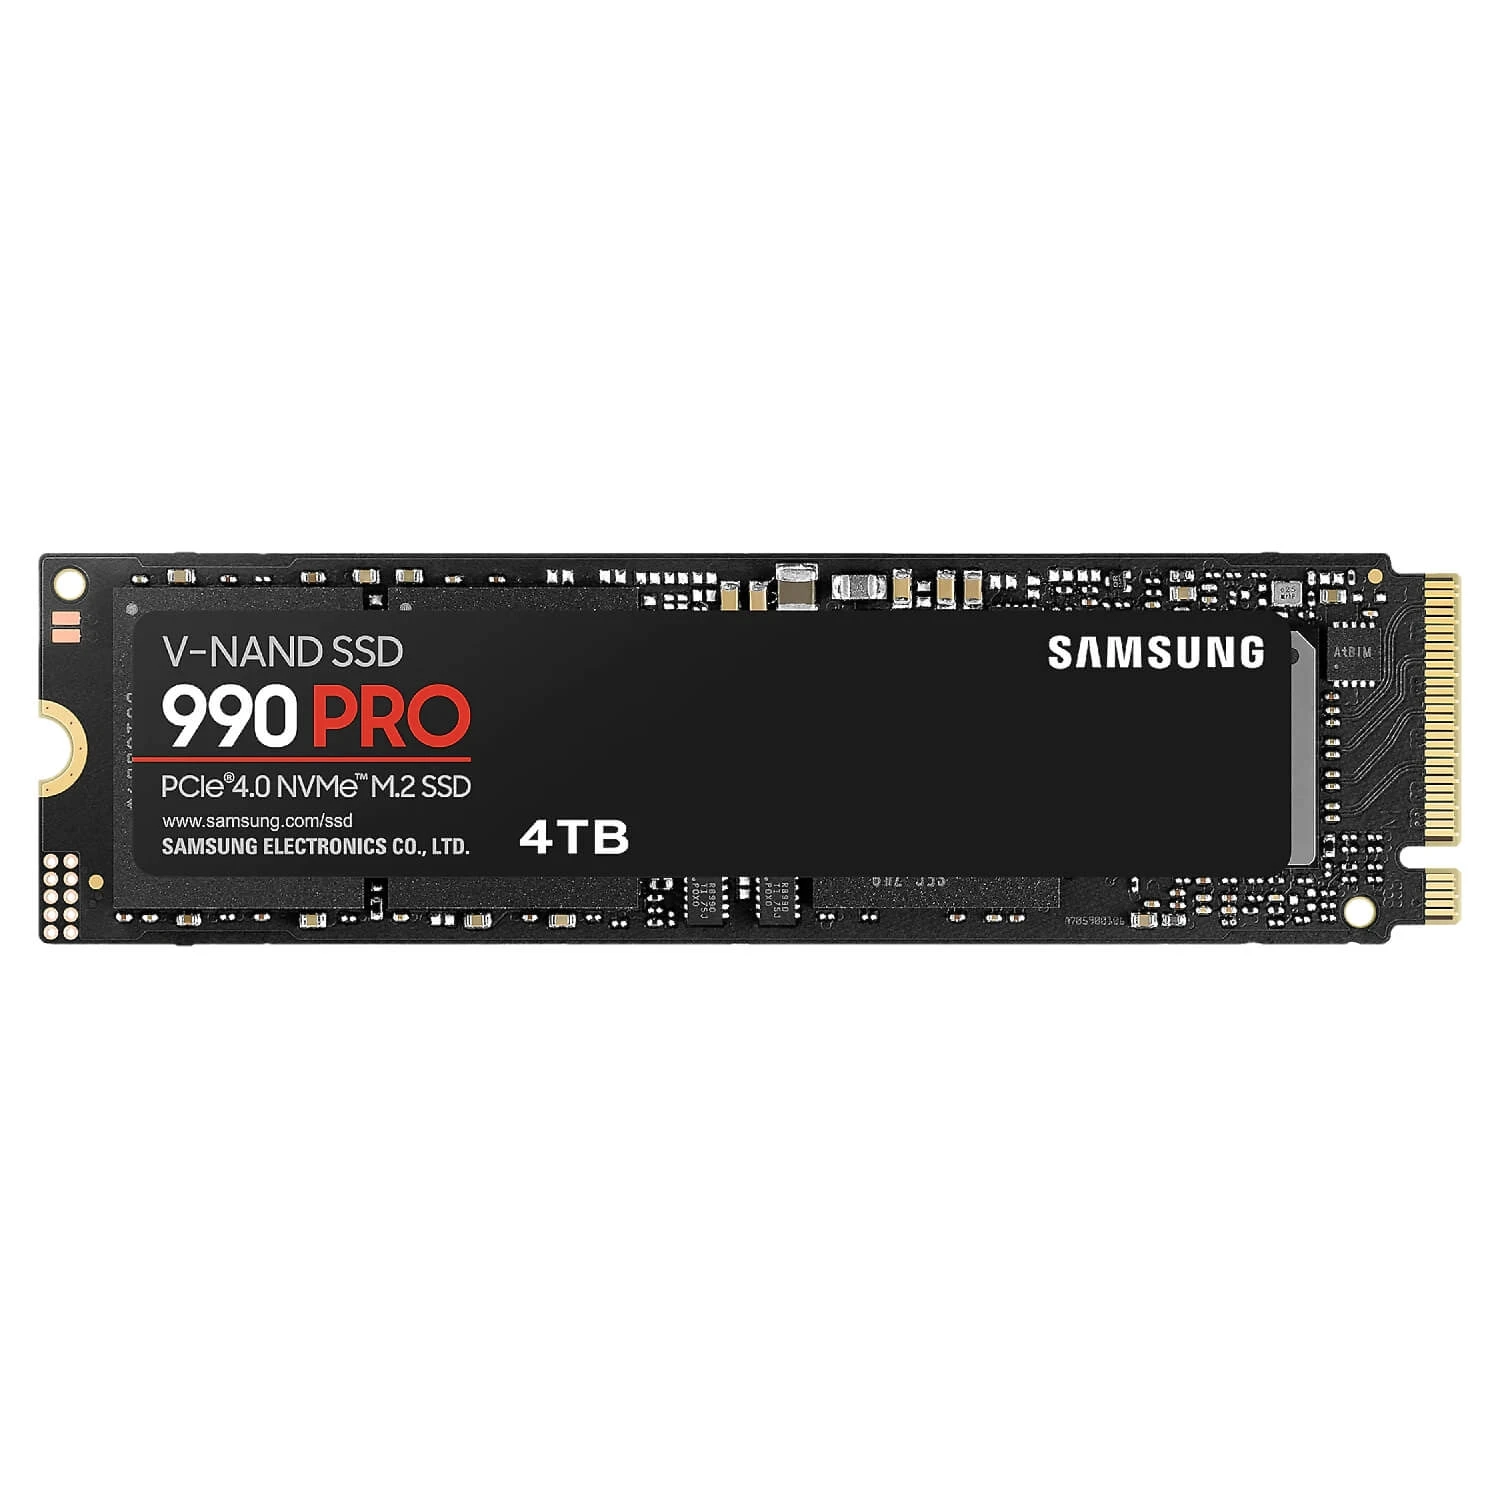 V-NAND SSD
SAMSUNG
990 PRO
PCIe®4.0 NVMe™ M.2 SSD
www.samsung.com/ssd
SAMSUNG ELECTRONICS CO., LTD.
4TB